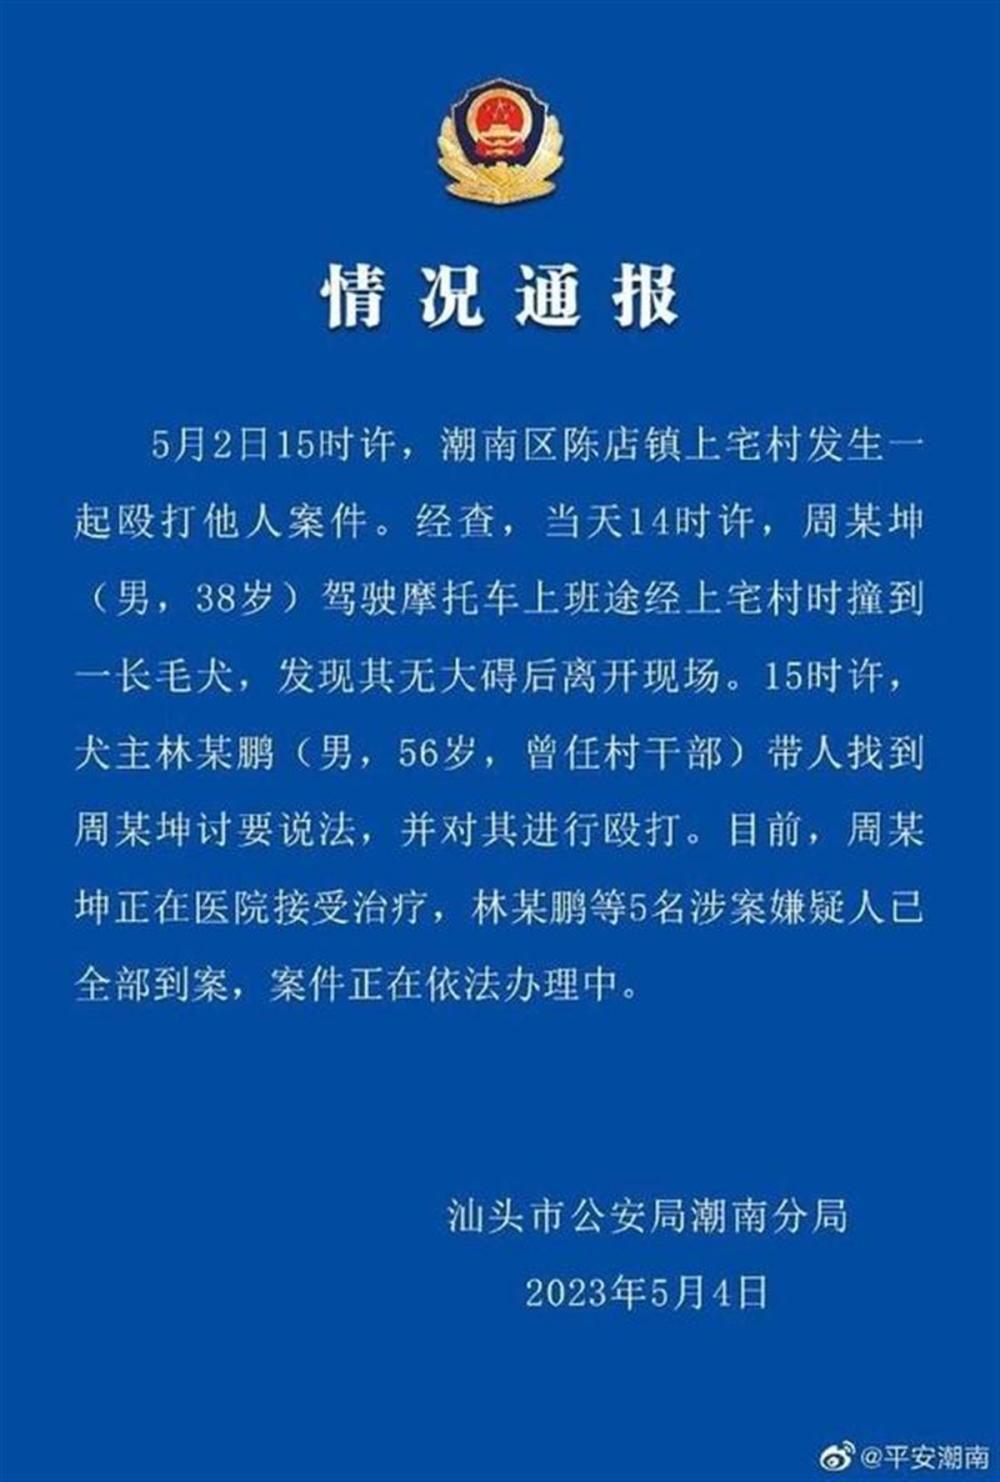 情况通报
5月2日15时许，潮南区陈店镇上宅村发生一
起殴打他人案件。经查，当天14时许，周某坤
（男，38岁）驾驶摩托车上班途经上宅村时撞到
一长毛犬，发现其无大碍后离开现场。15时许，
犬主林某鹏（男，56岁，曾任村干部）带人找到
周某坤讨要说法，并对其进行殴打。目前，周某
坤正在医院接受治疗，林某鹏等5名涉案嫌疑人已
全部到案，案件正在依法办理中。
汕头市公安局潮南分局
2023年5月4日
@平安潮南